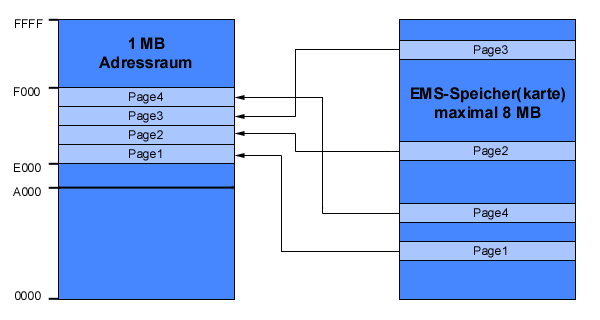 FFFF
1 MB
Adressraum
F000
Page4
Page3
Page2
Page1
E000
A000
0000
Page3
EMS-Speicher(karte)
maximal 8 MB
Page2
Page4
Page1